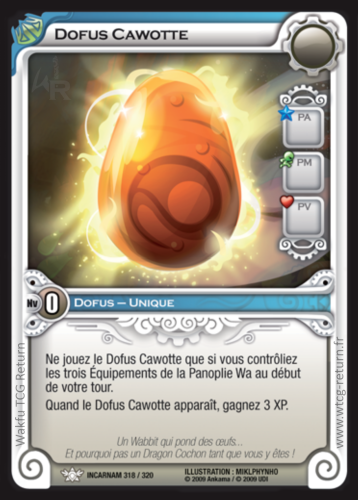 Dofus Cawotte
PA
PM
PV
Nv 0 Dofus – Unique
Ne jouez le Dofus Cawotte que si vous contrôliez
les trois Équipements de la Panoplie Wa au début
de votre tour.
Quand le Dofus Cawotte apparaît, gagnez 3 XP.
Un Wabbit qui pond des œufs...
Et pourquoi pas un Dragon Cochon tant que vous y êtes !
INCARNAM 318 / 320
ILLUSTRATION : MIKLPHYNHO
© 2009 Ankama / © 2009 UDI
Wakfu TCG Return
www.wtcg-return.fr